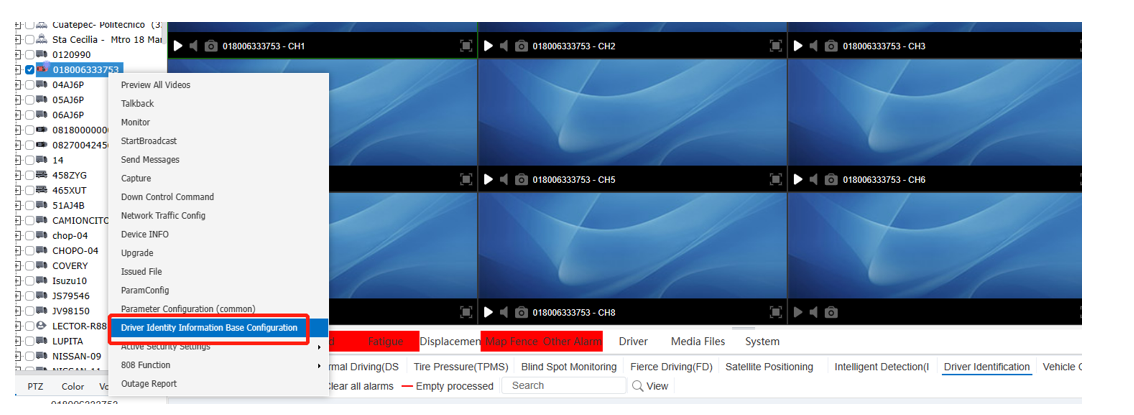 Cuatepec- Politecnico (3.
Sta Cecilia - Mtro 18 Mar
0120990
018006333753
04AJ6P
05AJ6P
06AJ6P
0818000000
0827004245
14
458ZYG
465XUT
51AJ4B
CAMIONCITO
chop-04
CHOPO-04
COVERY
Isuzu10
JS79546
JV98150
LECTOR-R88
LUPITA
NISSAN-09
PTZ Color
018006333753
Preview All Videos
Talkback
Monitor
StartBroadcast
Send Messages
Capture
Down Control Command
Network Traffic Config
Device INFO
Upgrade
Issued File
ParamConfig
Parameter Configuration (common)
Driver Identity Information Base Configuration
Active Security Settings
808 Function
Outage Report
018006333753 - CH1
018006333753 - CH2
018006333753 - CH3
018006333753 - CH5
018006333753 - CH6
018006333753 - CH8
Fatigue Displacemen Map Fence Other Alarm Driver Media Files System
rmal Driving(DS Tire Pressure(TPMS) Blind Spot Monitoring Fierce Driving(FD) Satellite Positioning Intelligent Detection(I Driver Identification Vehicle C
Clear all alarms Empty processed Search View